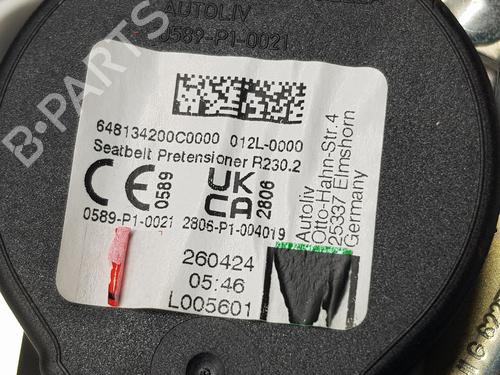 AUTOLIV
0589-P1-0021
648134200C0000 012L-0000
Seatbelt Pretensioner R230.2
CE 0589
UK CA 2806
0589-P1-0021 2806-P1-004019
Autoliv
Otto-Hahn-Str.4
25337 Elmshorn
Germany
260424
05:46
L005601
B-PARTS